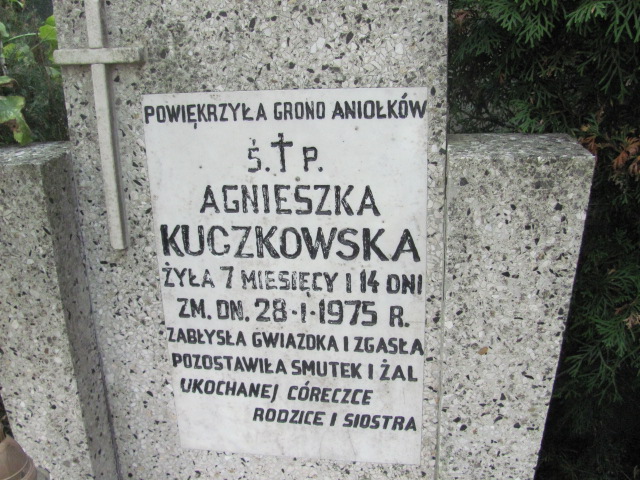 POWIĘKRZYŁA GRONO ANIOŁKÓW
Ś.✝P.
AGNIESZKA
KUCZKOWSKA
ŻYŁA 7 MIESIĘCY I 14 DNI
ZM. DN. 28·I·1975 R.
ZABŁYSŁA GWIAZDKA I ZGASŁA
POZOSTAWIŁA SMUTEK I ŻAL
UKOCHANEJ CÓRECZCE
RODZICE I SIOSTRA